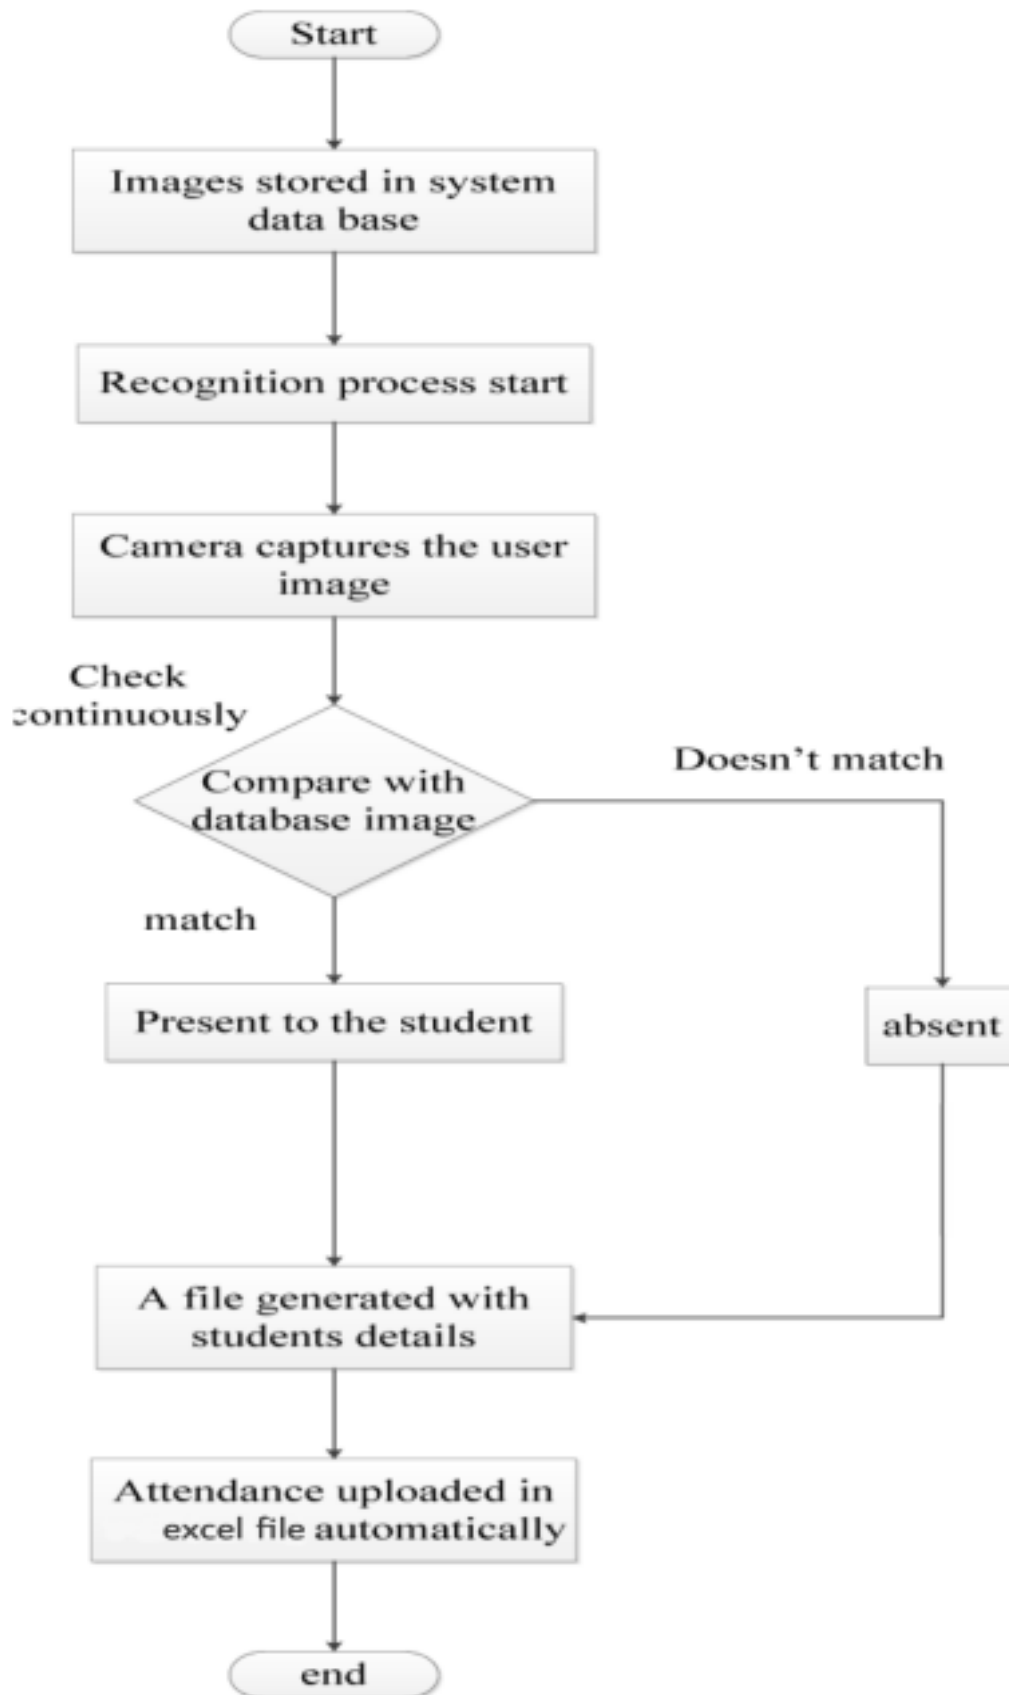 Start
Images stored in system
data base
Recognition process start
Camera captures the user
image
Check
continuously
Compare with
database image
Doesn't match
match
Present to the student
absent
A file generated with
students details
Attendance uploaded in
excel file automatically
end